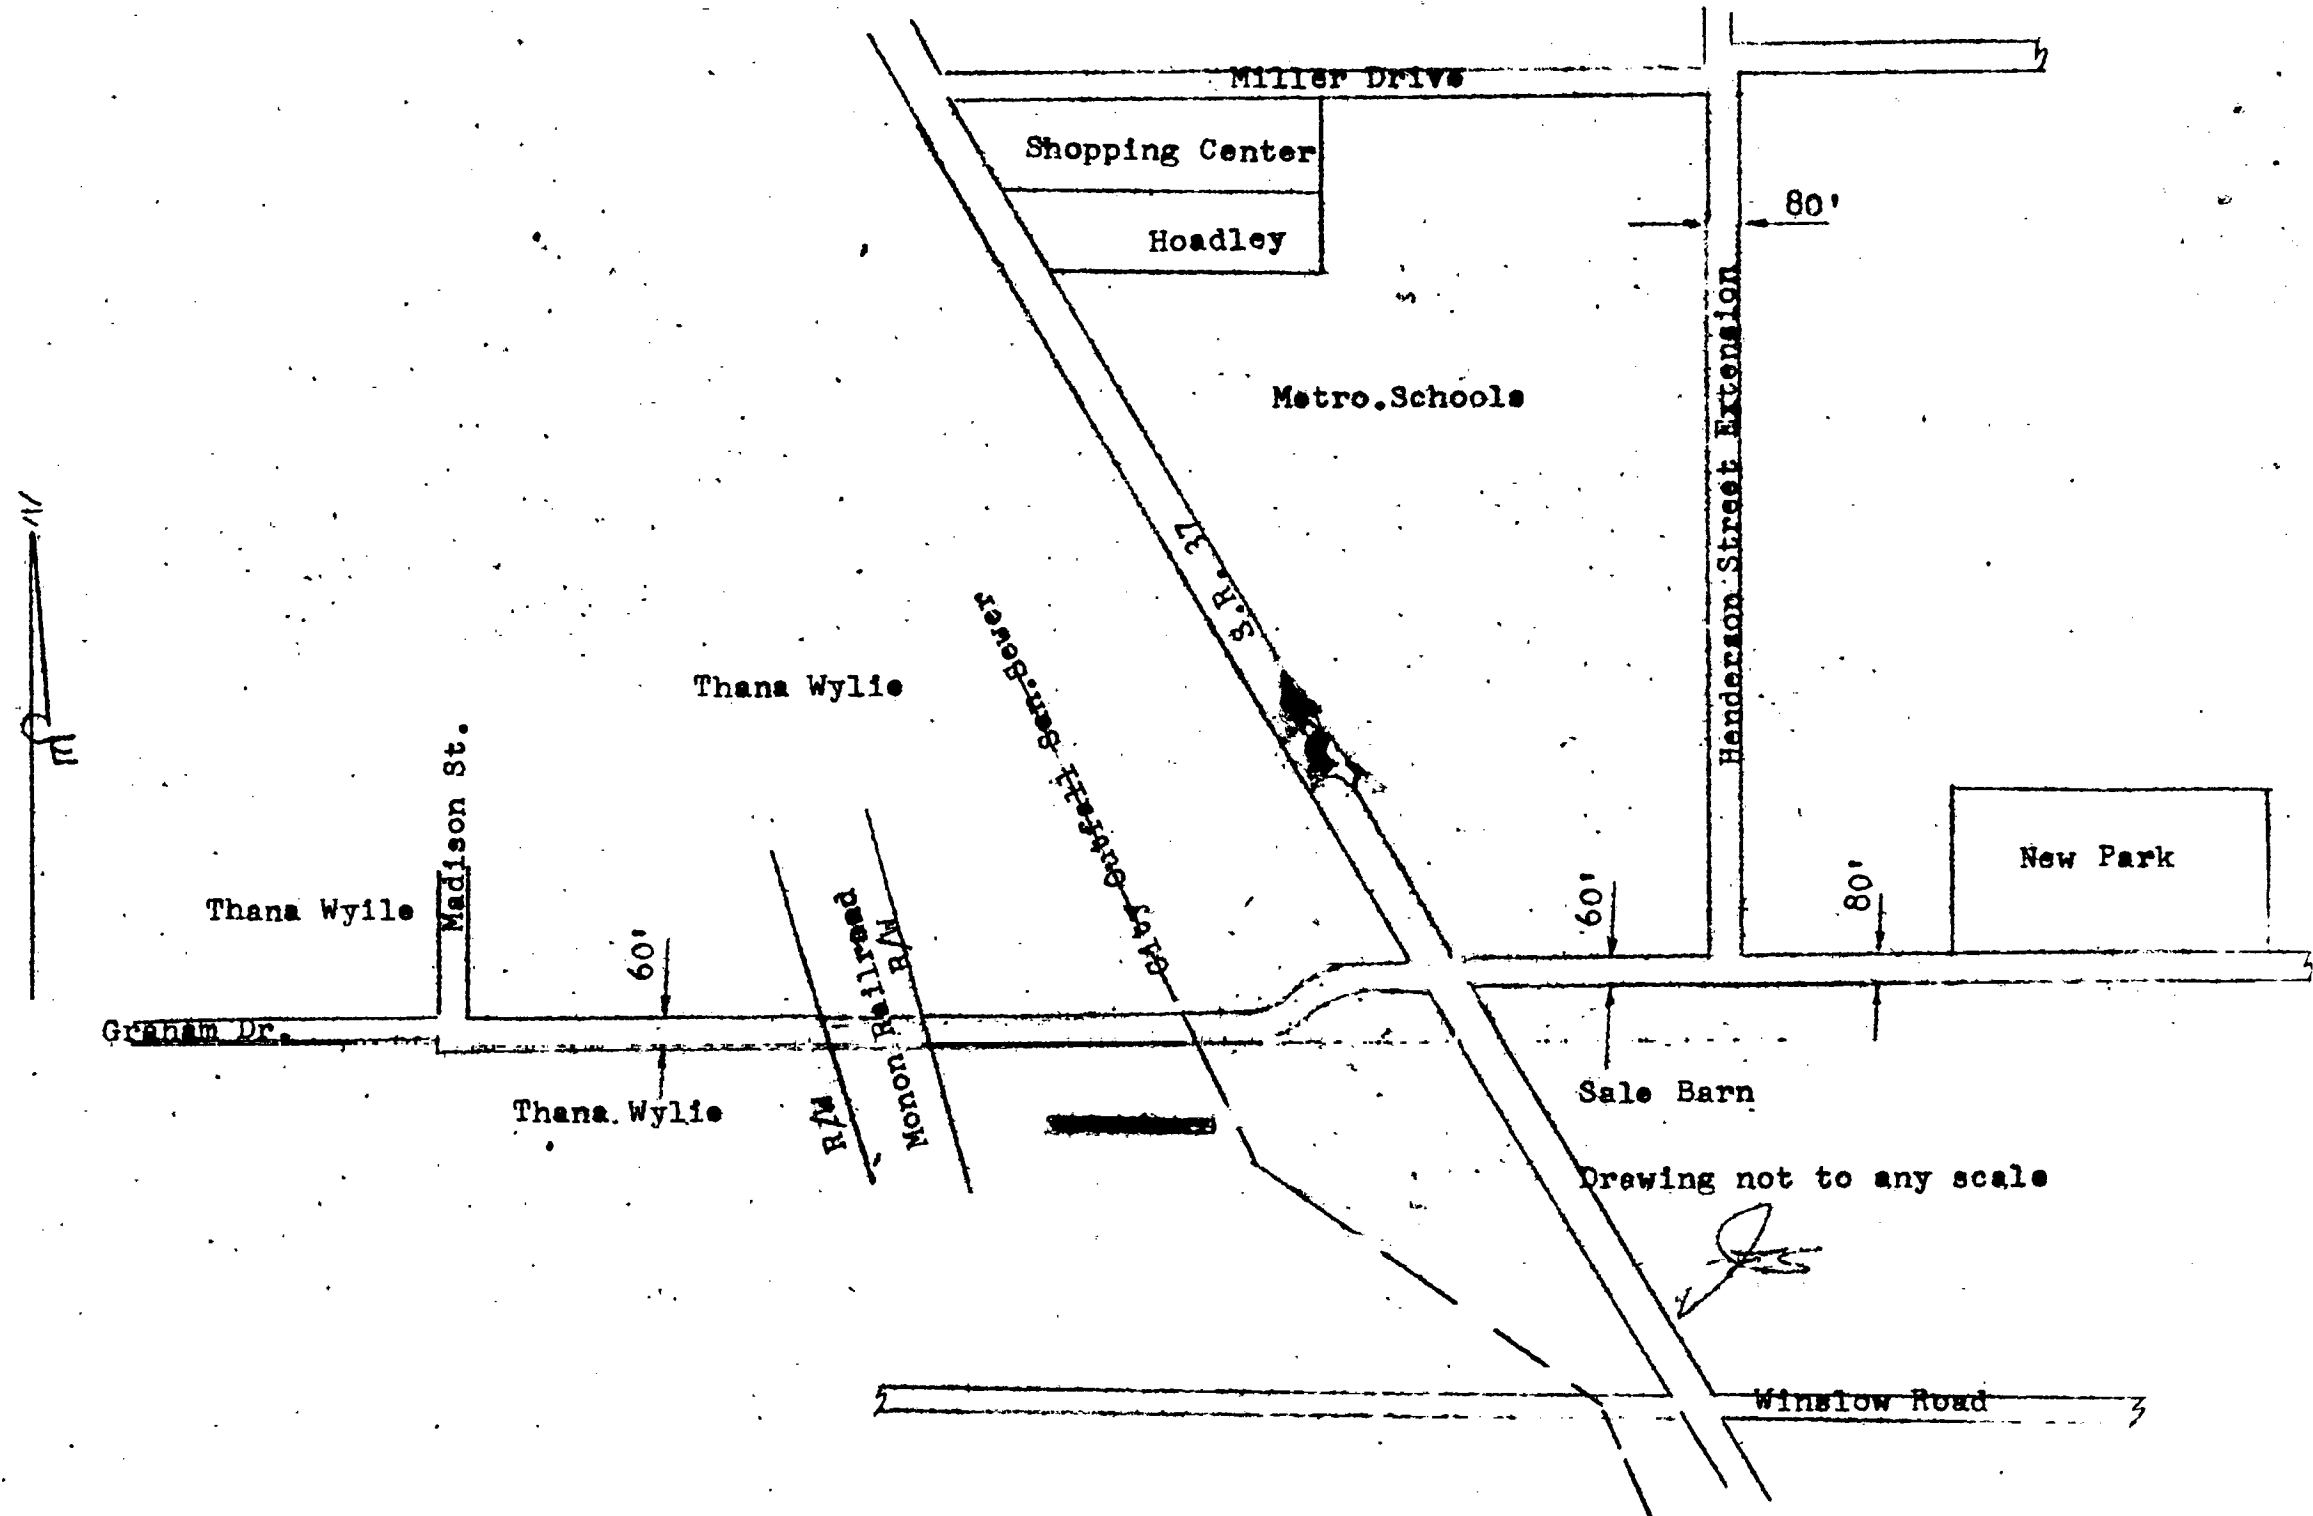 Miller Drive
Shopping Center
80'
Hoadley
Henderson Street Extension
Metro.Schools
S.R. 37
N
City Outfall San.Sewer
Thana Wylie
Madison St.
New Park
60'
80'
Thana Wyile
60'
Monon Railroad
R/W
Graham Dr.
Sale Barn
Thana Wylie
R/W
Drawing not to any scale
Winslow Road